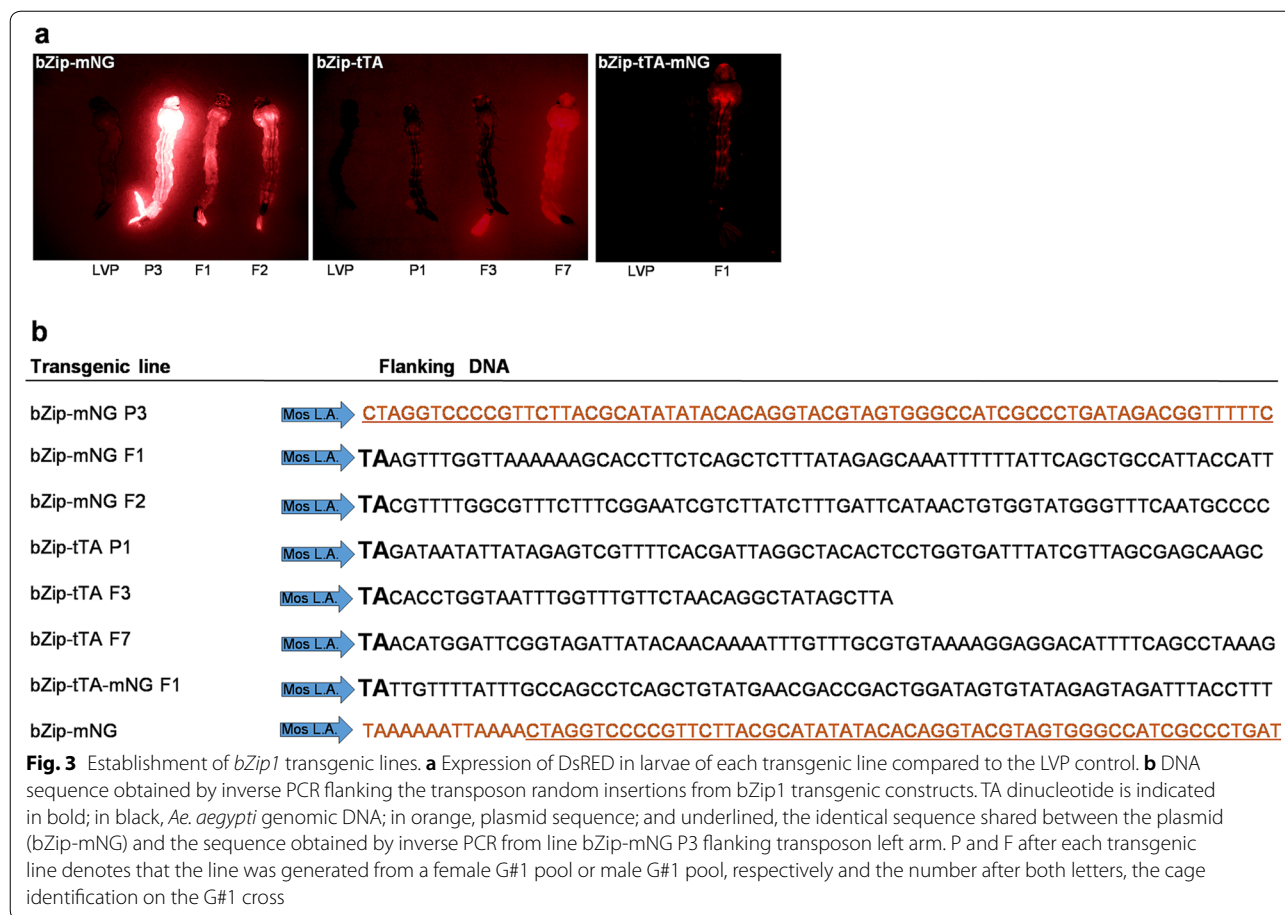 a
bZip-mNG bZip-tTA bZip-tTA-mNG
LVP P3 F1 F2 LVP P1 F3 F7 LVP F1
b
Transgenic line Flanking DNA
bZip-mNG P3 Mos L.A. CTAGGTCCCCGTTCTTACGCATATATACACAGGTACGTAGTGGGCCATCGCCCTGATAGACGGTTTTTC
bZip-mNG F1 Mos L.A. TAAGTTTGGTTAAAAAAGCACCTTCTCAGCTCTTTATAGAGCAAATTTTTTATTCAGCTGCCATTACCATT
bZip-mNG F2 Mos L.A. TACGTTTTGGCGTTTCTTTCGGAATCGTCTTATCTTTGATTCATAACTGTGGTATGGGTTTCAATGCCCC
bZip-tTA P1 Mos L.A. TAGATAATATTATAGAGTCGTTTTCACGATTAGGCTACACTCCTGGTGATTTATCGTTAGCGAGCAAGC
bZip-tTA F3 Mos L.A. TACACCTGGTAATTTGGTTTGTTCTAACAGGCTATAGCTTA
bZip-tTA F7 Mos L.A. TAACATGGATTCGGTAGATTATACAACAAAATTTGTTTGCGTGTAAAAGGAGGACATTTTCAGCCTAAAG
bZip-tTA-mNG F1 Mos L.A. TATTGTTTTATTTGCCAGCCTCAGCTGTATGAACGACCGACTGGATAGTGTATAGAGTAGATTTACCTTT
bZip-mNG Mos L.A. TAAAAAATTAAAACTAGGTCCCCGTTCTTACGCATATATACACAGGTACGTAGTGGGCCATCGCCCTGAT
Fig. 3 Establishment of bZip1 transgenic lines. a Expression of DsRED in larvae of each transgenic line compared to the LVP control. b DNA
sequence obtained by inverse PCR flanking the transposon random insertions from bZip1 transgenic constructs. TA dinucleotide is indicated
in bold; in black, Ae. aegypti genomic DNA; in orange, plasmid sequence; and underlined, the identical sequence shared between the plasmid
(bZip-mNG) and the sequence obtained by inverse PCR from line bZip-mNG P3 flanking transposon left arm. P and F after each transgenic
line denotes that the line was generated from a female G#1 pool or male G#1 pool, respectively and the number after both letters, the cage
identification on the G#1 cross